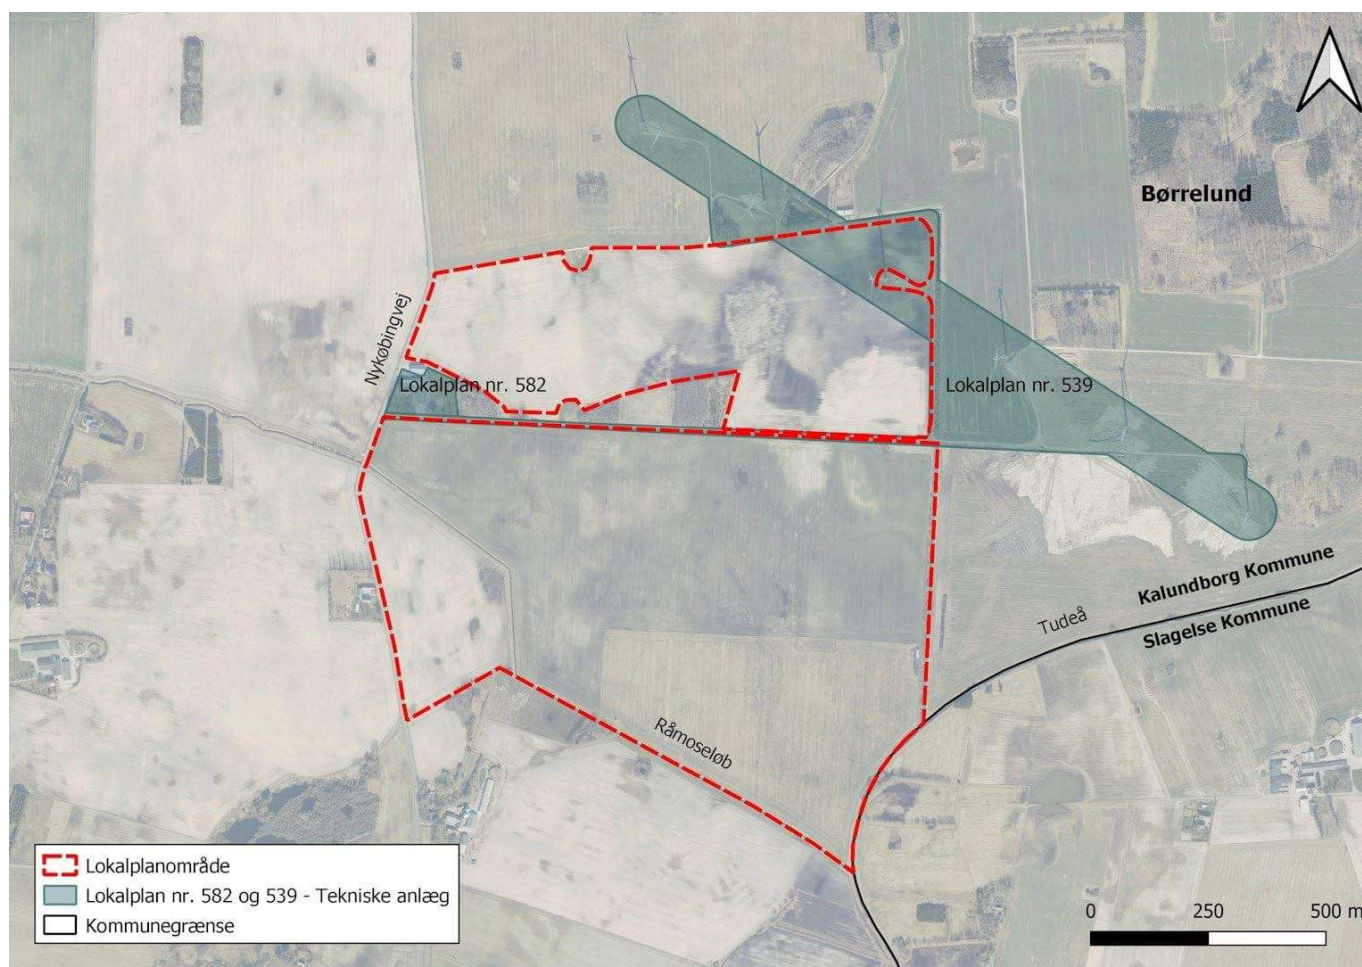 Børrelund
Nykøbingvej
Lokalplan nr. 582
Lokalplan nr. 539
Kalundborg Kommune
Tudeå
Slagelse Kommune
Råmoseløb
Lokalplanområde
Lokalplan nr. 582 og 539 - Tekniske anlæg
Kommunegrænse
0 250 500 m